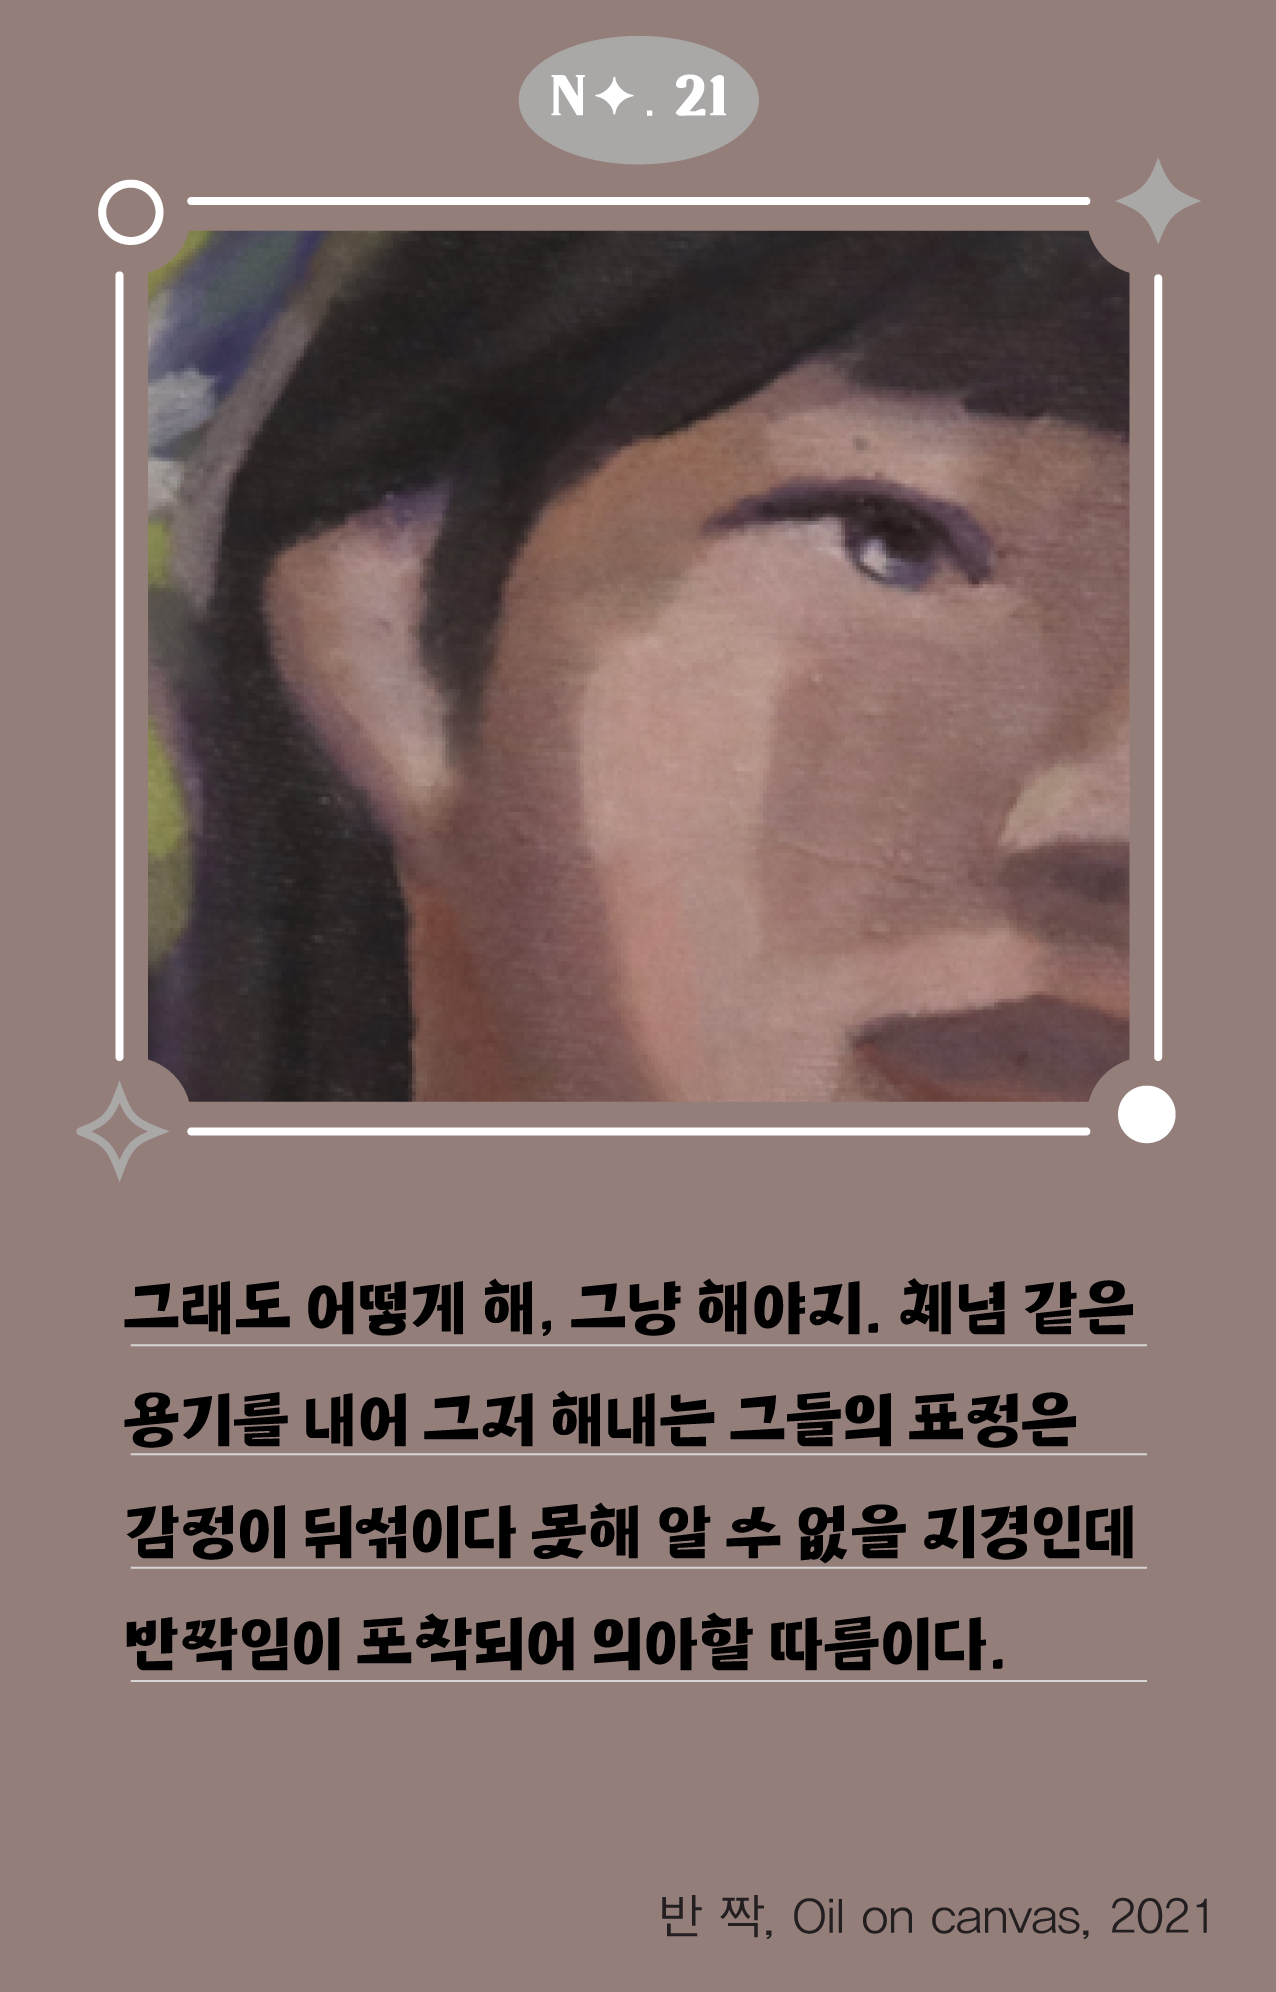 N✦. 21
그래도 어떻게 해, 그냥 해야지. 체념 같은
용기를 내어 그저 해내는 그들의 표정은
감정이 뒤섞이다 못해 알 수 없을 지경인데
반짝임이 포착되어 의아할 따름이다.
반 짝, Oil on canvas, 2021